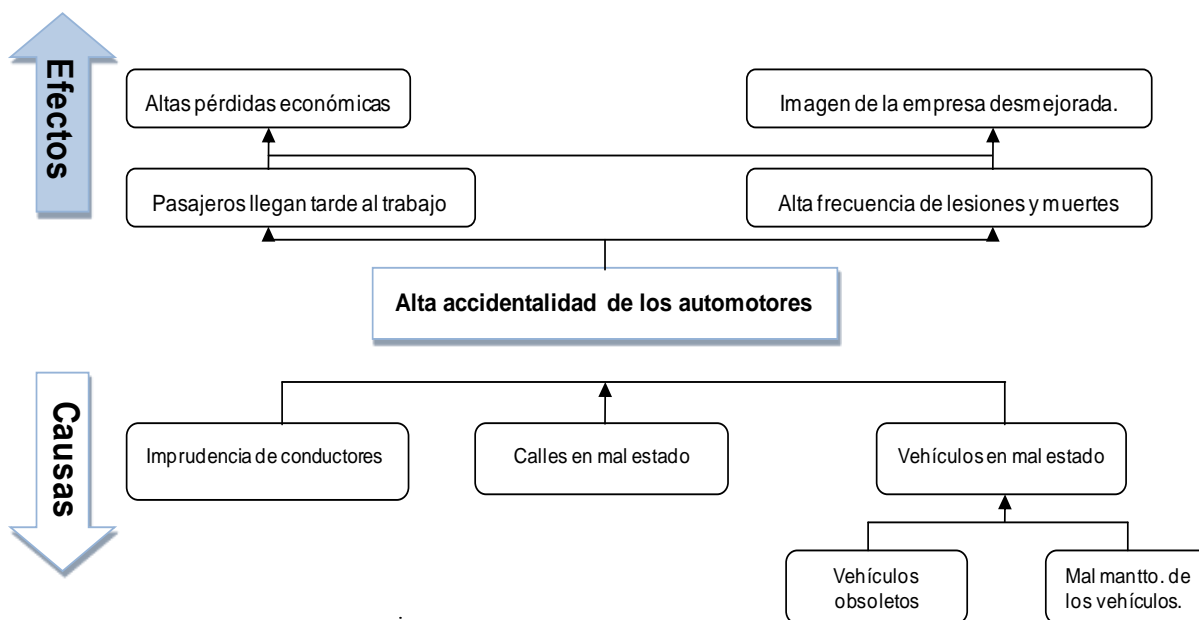 Efectos
Altas pérdidas económicas
Imagen de la empresa desmejorada.
Pasajeros llegan tarde al trabajo
Alta frecuencia de lesiones y muertes
Alta accidentalidad de los automotores
Causas
Imprudencia de conductores
Calles en mal estado
Vehículos en mal estado
Vehículos
obsoletos
Mal mantto. de
los vehículos.